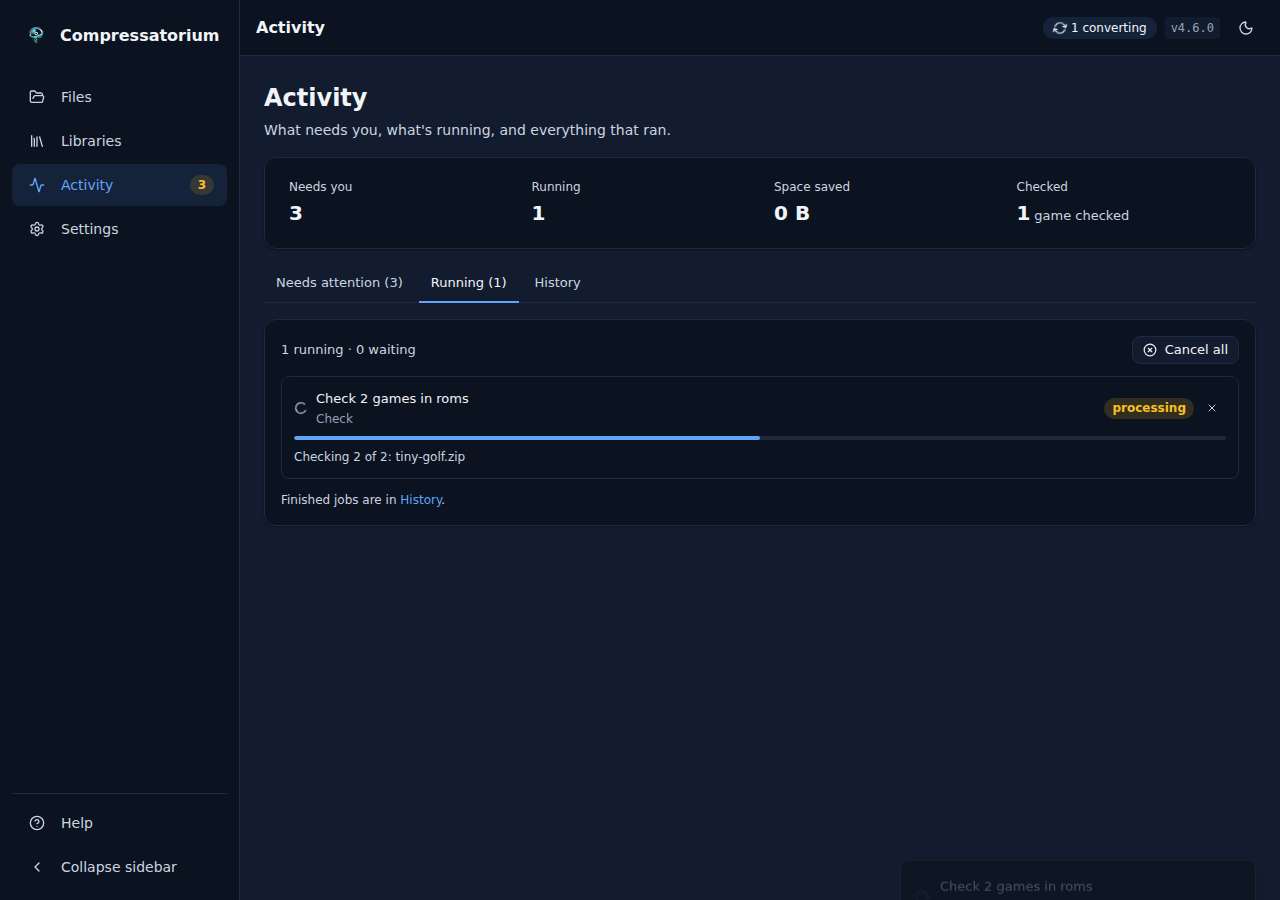 Compressatorium
Files
Libraries
Activity 3
Settings
Help
Collapse sidebar
Activity
1 converting
v4.6.0
Activity
What needs you, what's running, and everything that ran.
Needs you
3
Running
1
Space saved
0 B
Checked
1 game checked
Needs attention (3)
Running (1)
History
1 running · 0 waiting
Cancel all
Check 2 games in roms
Check
processing
Checking 2 of 2: tiny-golf.zip
Finished jobs are in History.
Check 2 games in roms